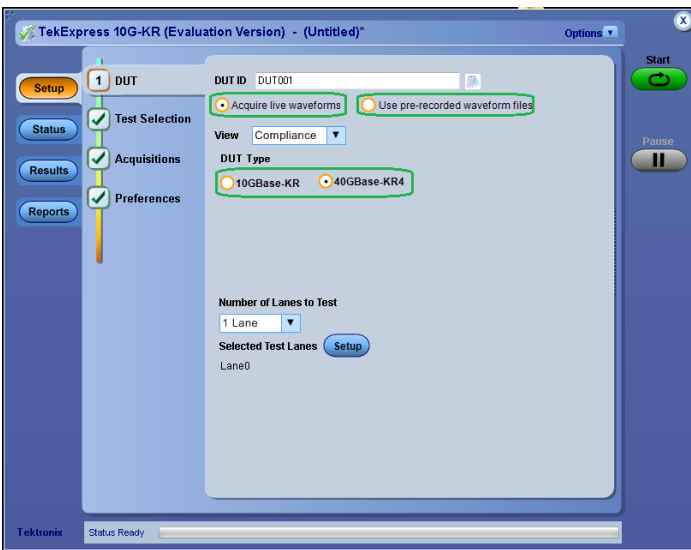 TekExpress 10G-KR (Evaluation Version) - (Untitled)*
Options
x
Start
Setup
Status
Results
Reports
1 DUT
Test Selection
Acquisitions
Preferences
DUT ID DUT001
Acquire live waveforms
Use pre-recorded waveform files
View Compliance
DUT Type
10GBase-KR
40GBase-KR4
Number of Lanes to Test
1 Lane
Selected Test Lanes Setup
Lane0
Pause
Tektronix
Status Ready